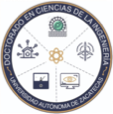 DOCTORADO EN CIENCIAS DE LA INGENIERÍA
UNIVERSIDAD AUTÓNOMA DE ZACATECAS